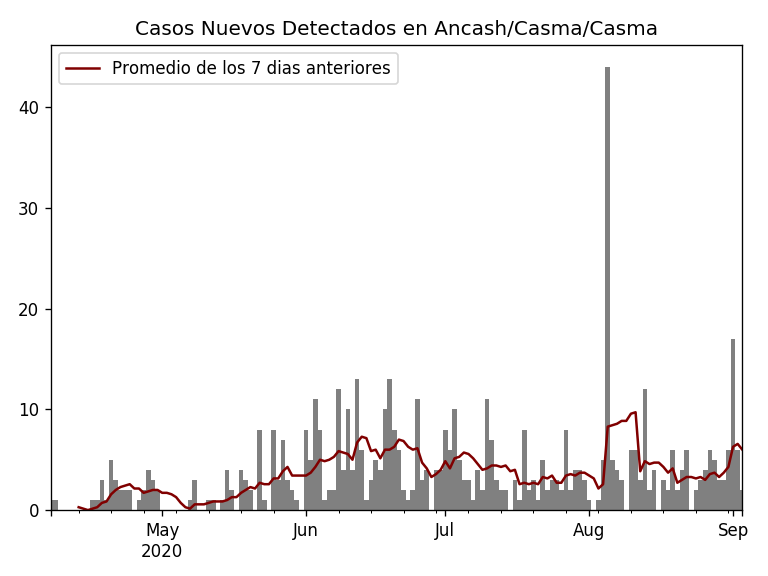 Casos Nuevos Detectados en Ancash/Casma/Casma
Promedio de los 7 dias anteriores
40
30
20
10
0
May Jun Jul Aug Sep
2020